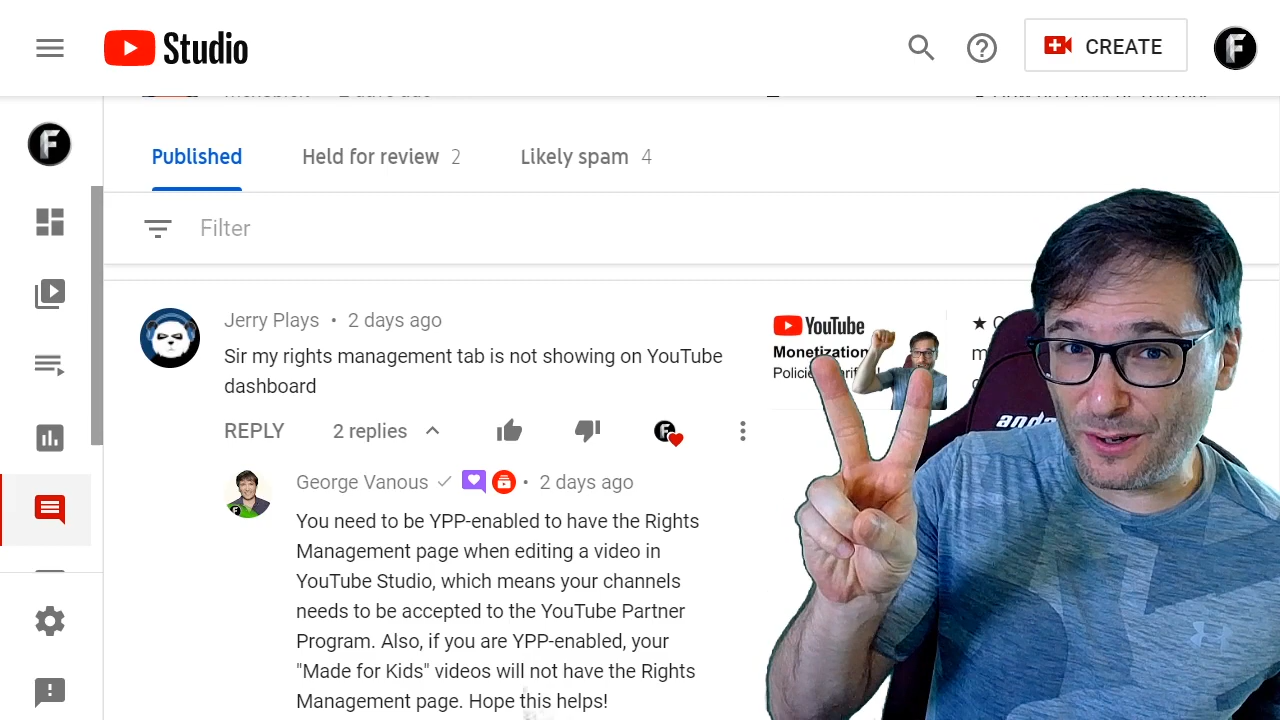 Studio
CREATE
2 days ago
Published
Held for review 2
Likely spam 4
Filter
Jerry Plays • 2 days ago
Sir my rights management tab is not showing on YouTube
dashboard
REPLY
2 replies
YouTube
Monetization
★
anda
George Vanous • 2 days ago
You need to be YPP-enabled to have the Rights
Management page when editing a video in
YouTube Studio, which means your channels
needs to be accepted to the YouTube Partner
Program. Also, if you are YPP-enabled, your
"Made for Kids" videos will not have the Rights
Management page. Hope this helps!